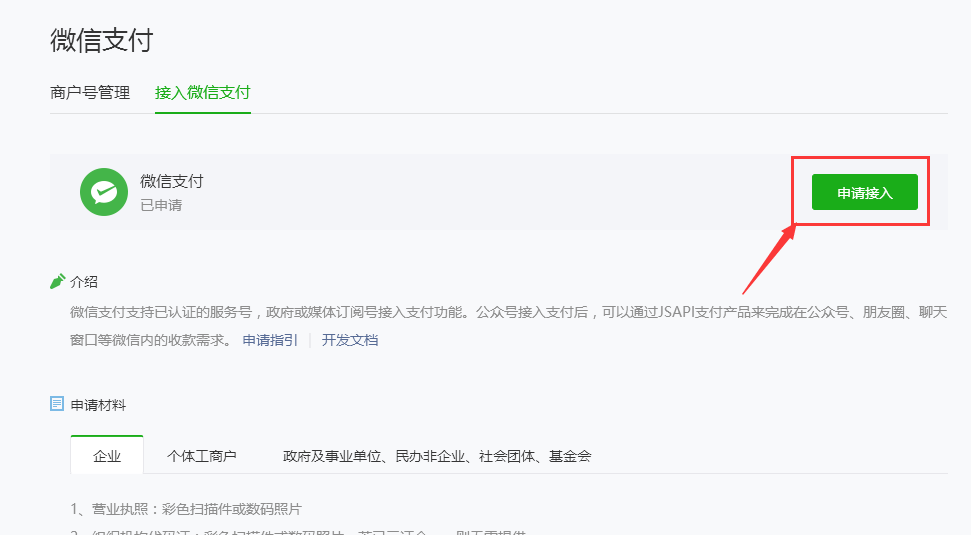 微信支付
商户号管理 接入微信支付
微信支付
已申请
申请接入
介绍
微信支付支持已认证的服务号，政府或媒体订阅号接入支付功能。公众号接入支付后，可以通过JSAPI支付产品来完成在公众号、朋友圈、聊天
窗口等微信内的收款需求。 申请指引 | 开发文档
申请材料
企业 个体工商户 政府及事业单位、民办非企业、社会团体、基金会
1、营业执照：彩色扫描件或数码照片